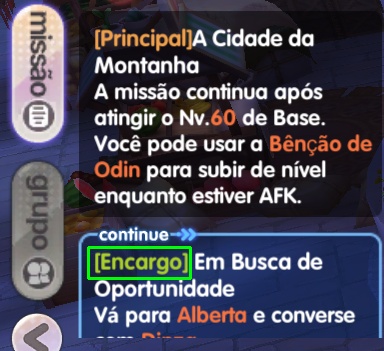 missão
[Principal]A Cidade da
Montanha
A missão continua após
atingir o Nv.60 de Base.
Você pode usar a Bênção de
Odin para subir de nível
enquanto estiver AFK.
grupo
continue
[Encargo] Em Busca de
Oportunidade
Vá para Alberta e converse
com